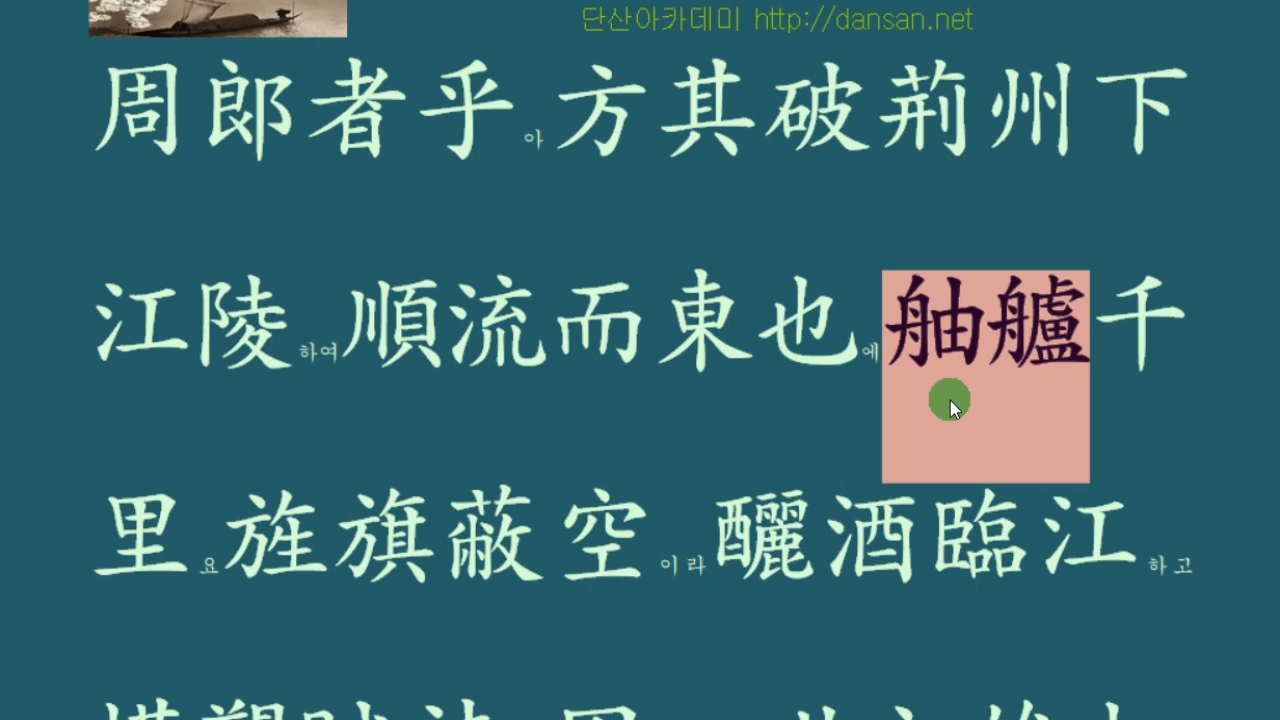 단산아카데미 http://dansan.net
周郎者乎아方其破荊州下
江陵하여順流而東也에舳艫千
里요旌旗蔽空이라釃酒臨江하고